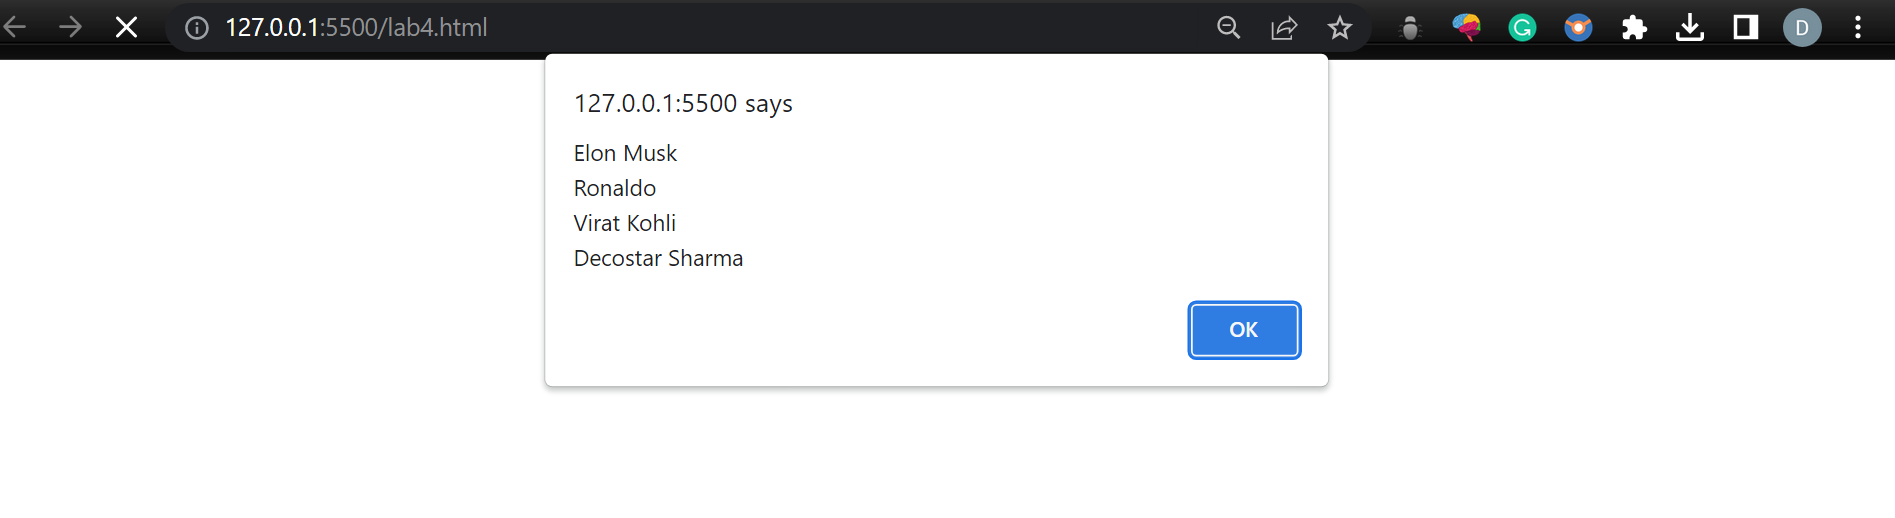 127.0.0.1:5500/lab4.html
D
127.0.0.1:5500 says
Elon Musk
Ronaldo
Virat Kohli
Decostar Sharma
OK